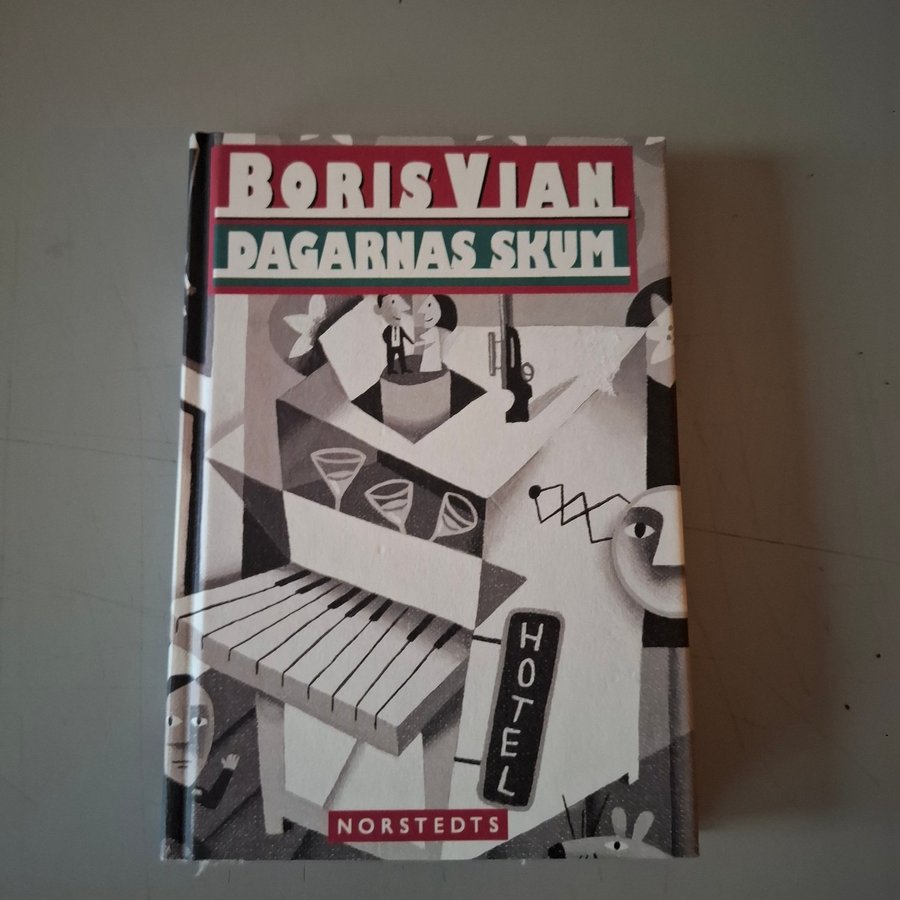 BORIS VIAN
DAGARNAS SKUM
HOTEL
NORSTEDTS